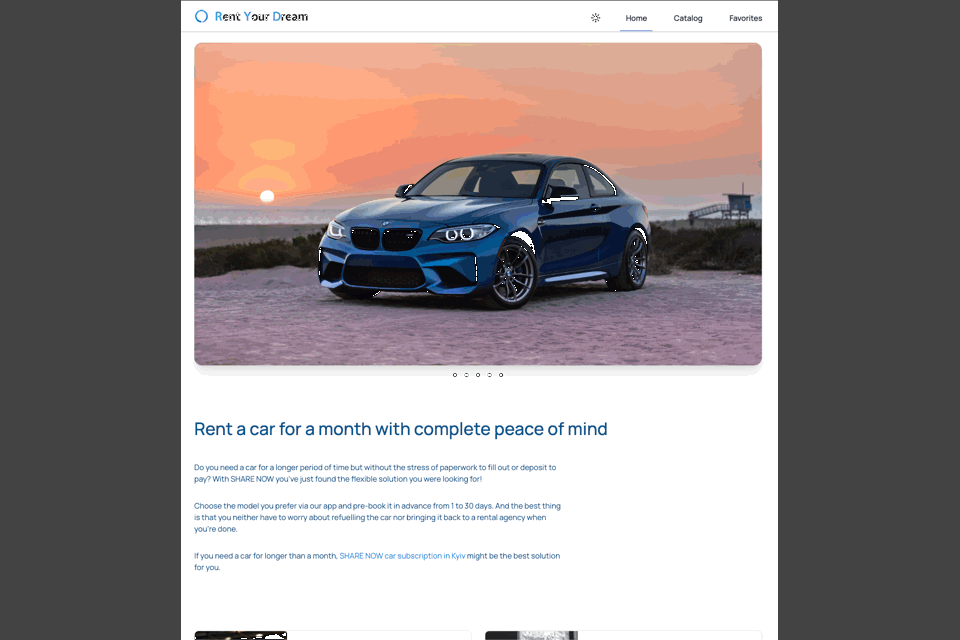 Rent Your Dream
Home
Catalog
Favorites
Rent a car for a month with complete peace of mind
Do you need a car for a longer period of time but without the stress of paperwork to fill out or deposit to
pay? With SHARE NOW you've just found the flexible solution you were looking for!
Choose the model you prefer via our app and pre-book it in advance from 1 to 30 days. And the best thing
is that you neither have to worry about refuelling the car nor bringing it back to a rental agency when
you're done.
If you need a car for longer than a month, SHARE NOW car subscription in Kyiv might be the best solution
for you.